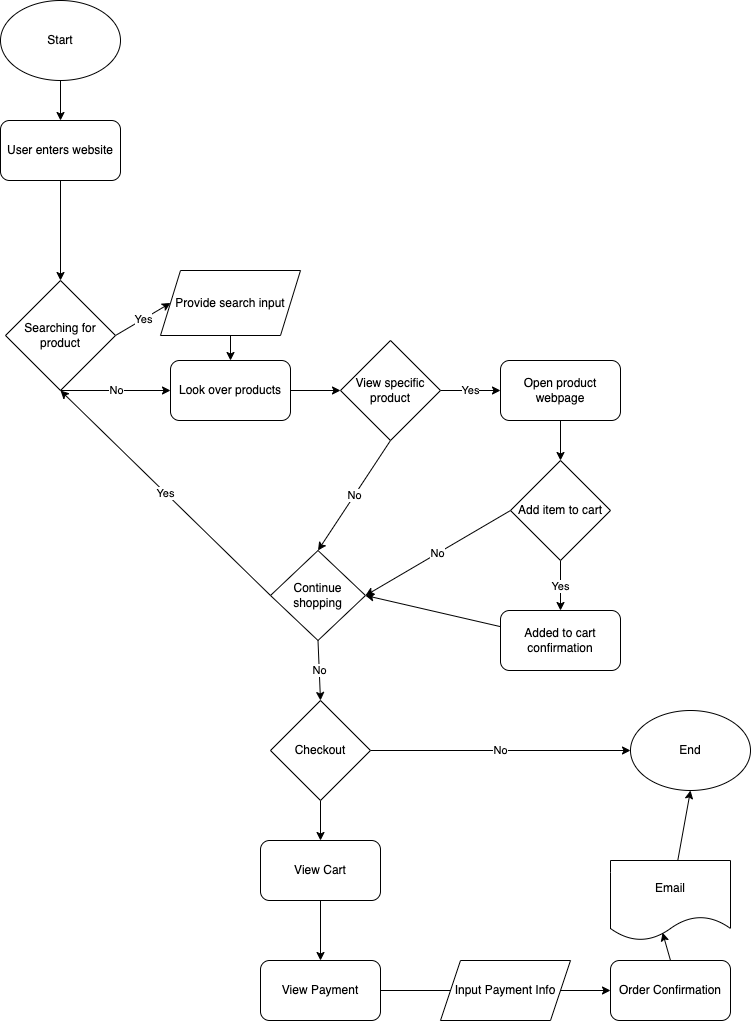 Start
User enters website
Searching for
product
Yes
Provide search input
No
Look over products
View specific
product
Yes
Open product
webpage
Yes
No
Add item to cart
No
Yes
Continue
shopping
Added to cart
confirmation
No
Checkout
No
End
View Cart
Email
View Payment
Input Payment Info
Order Confirmation